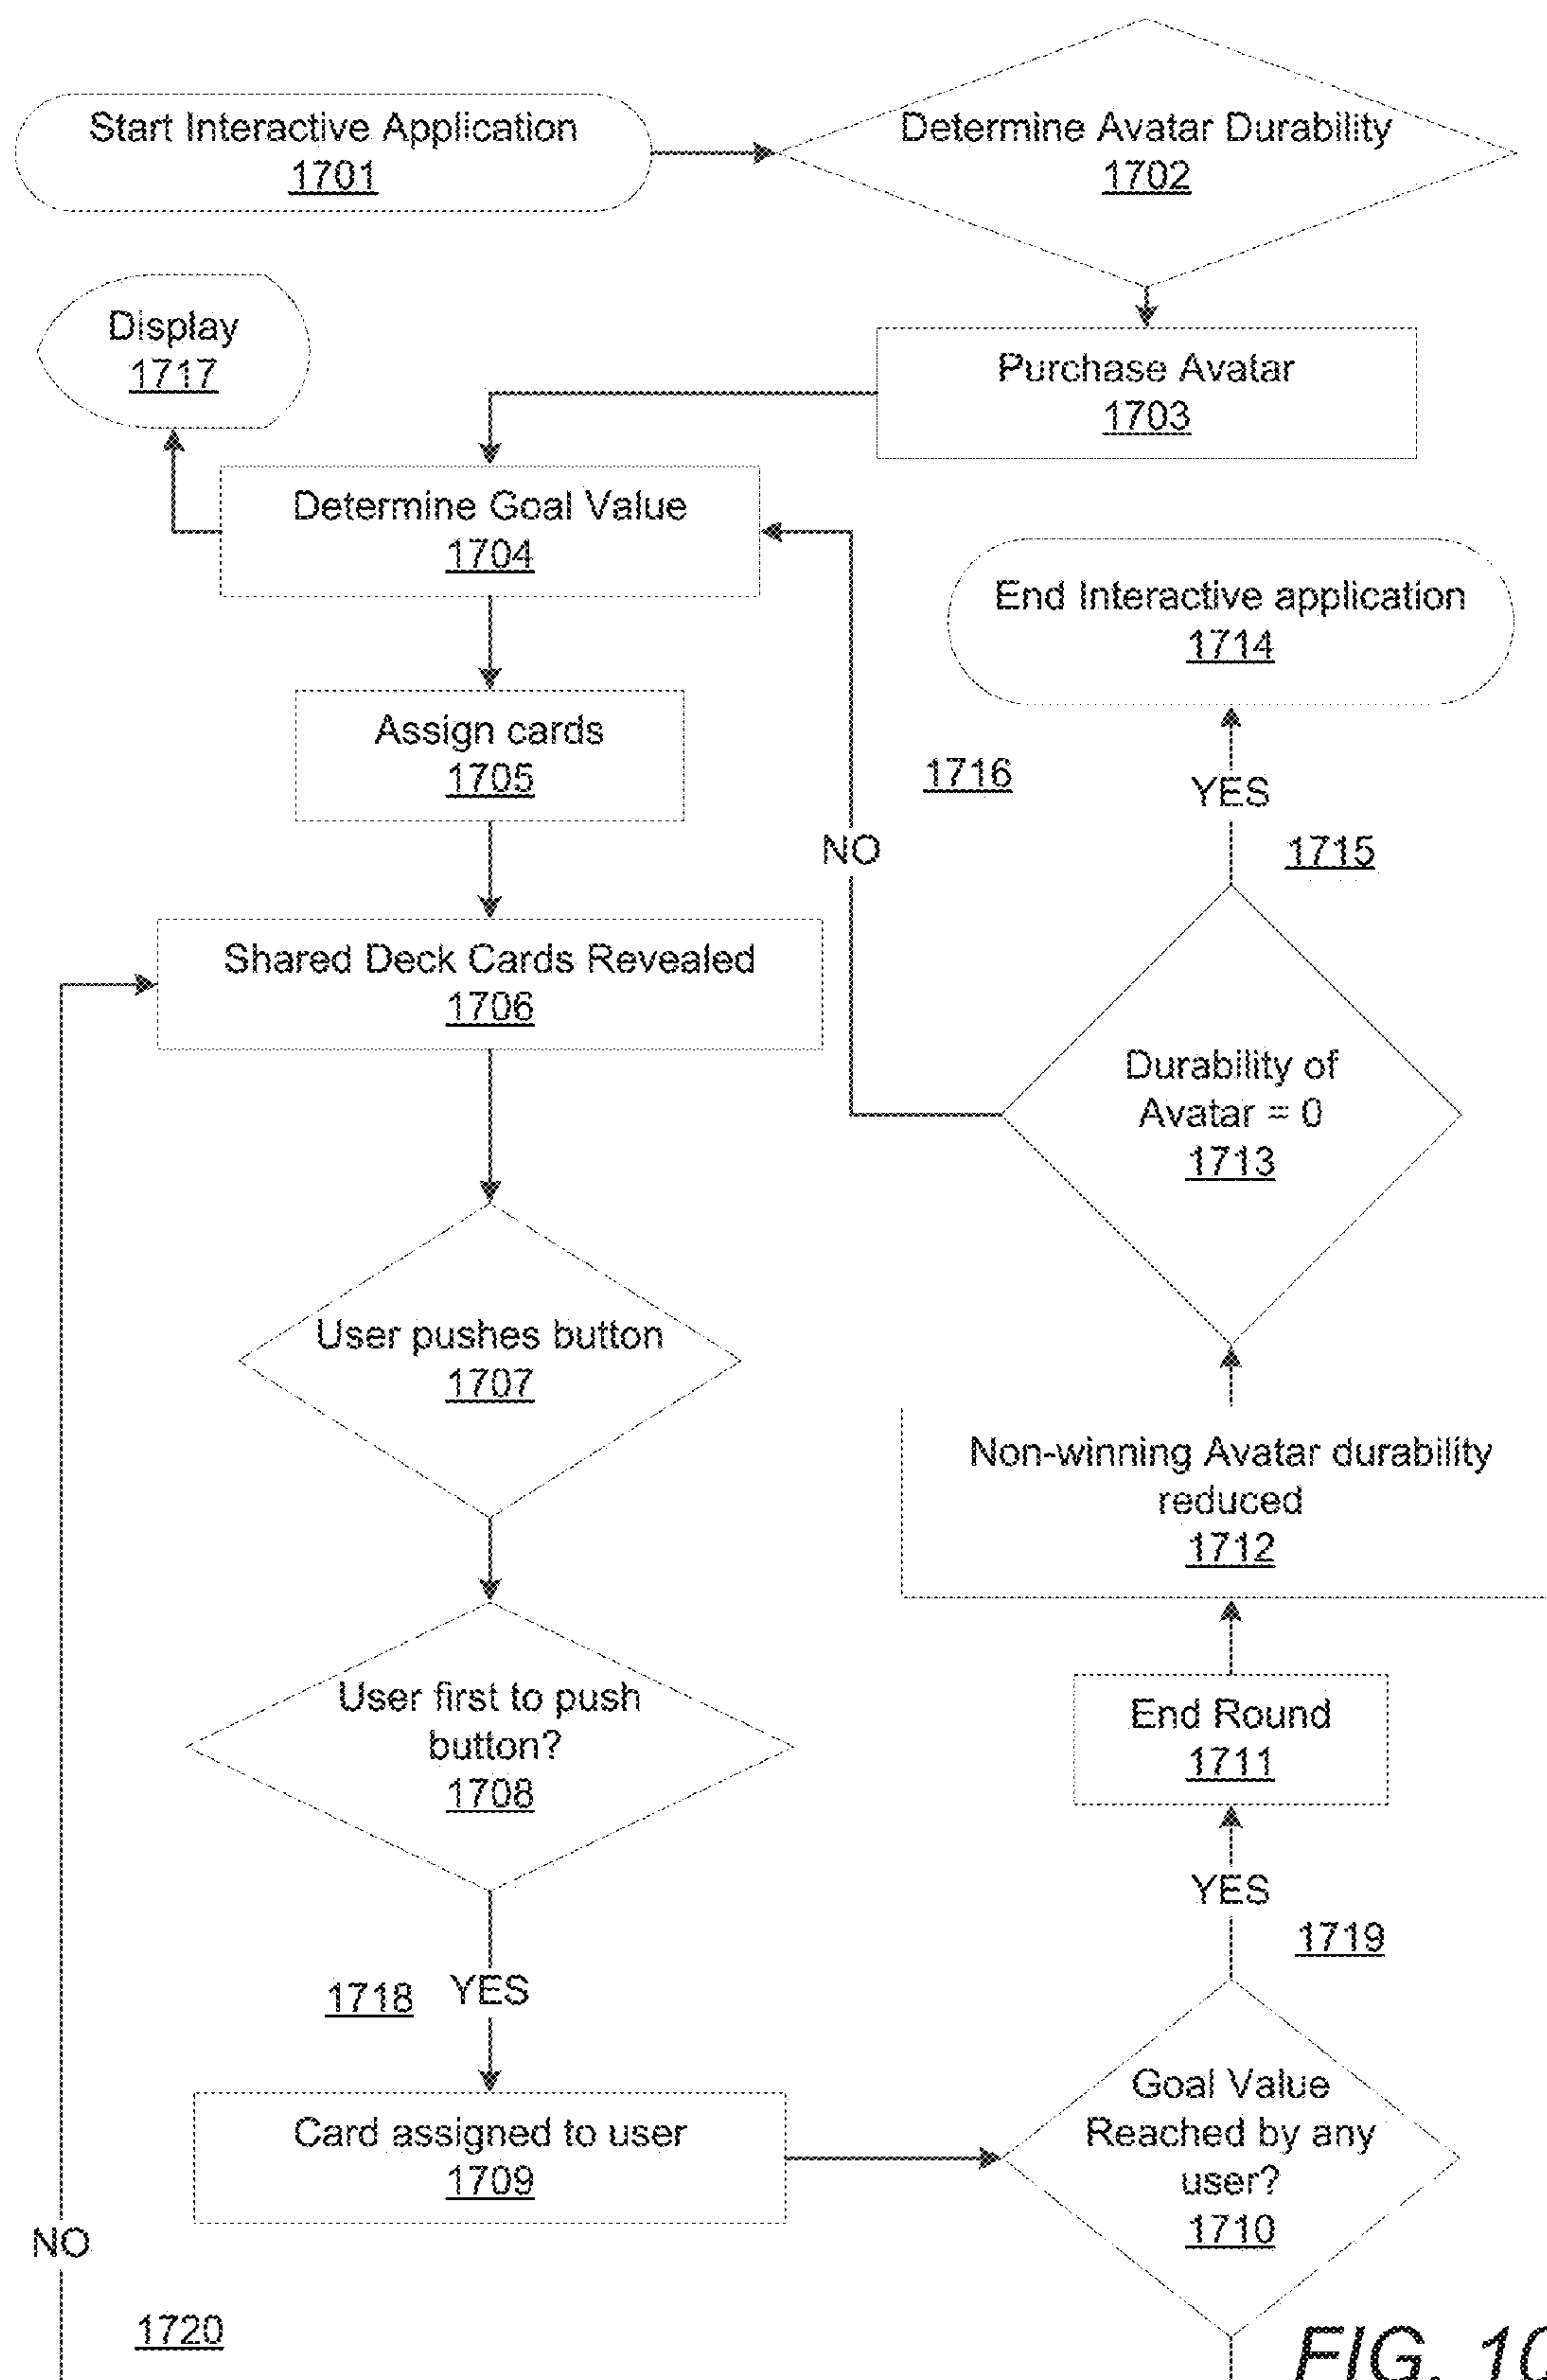 Start Interactive Application
1701
Determine Avatar Durability
1702
Display
1717
Purchase Avatar
1703
Determine Goal Value
1704
End Interactive application
1714
Assign cards
1705
1716
YES
NO
1715
Shared Deck Cards Revealed
1706
Durability of
Avatar = 0
1713
User pushes button
1707
Non-winning Avatar durability
reduced
1712
User first to push
button?
1708
End Round
1711
YES
1719
1718
YES
Goal Value
Reached by any
user?
1710
Card assigned to user
1709
NO
1720
FIG. 10